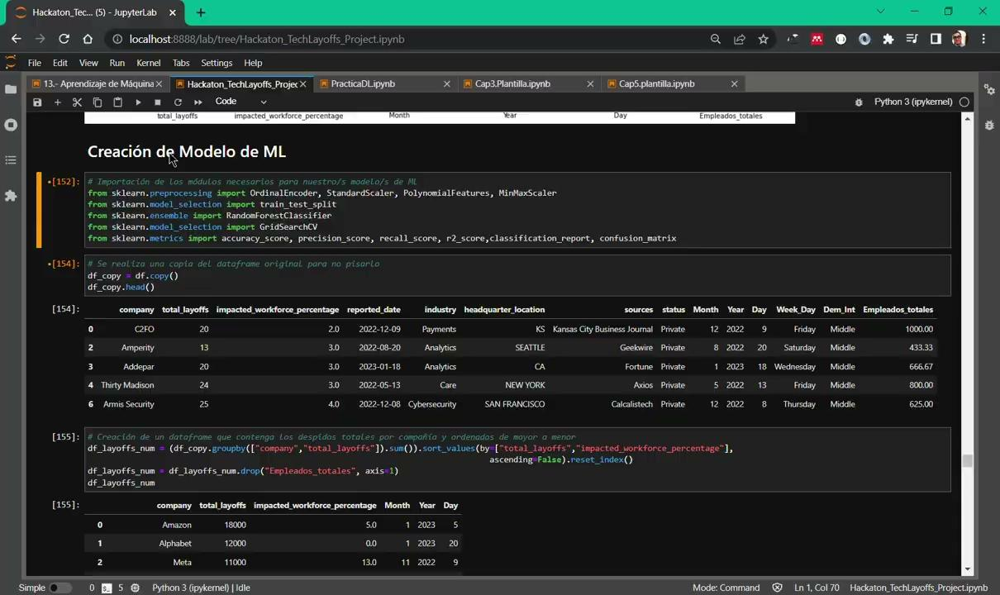 Hackaton_Tec... (5) - JupyterLab
localhost:8888/lab/tree/Hackaton_TechLayoffs_Project.ipynb
File Edit View Run Kernel Tabs Settings Help
13.- Aprendizaje de Máquina Hackaton_TechLayoffs_Projec PracticaDL.ipynb Cap3.Plantilla.ipynb Cap5.plantilla.ipynb
Code Python 3 (ipykernel)
total_layoffs impacted_workforce_percentage Month Year Day Empleados_totales
Creación de Modelo de ML
[152]: # Importación de los módulos necesarios para nuestro/s modelo/s de ML
from sklearn.preprocessing import OrdinalEncoder, StandardScaler, PolynomialFeatures, MinMaxScaler
from sklearn.model_selection import train_test_split
from sklearn.ensemble import RandomForestClassifier
from sklearn.model_selection import GridSearchCV
from sklearn.metrics import accuracy_score, precision_score, recall_score, r2_score,classification_report, confusion_matrix
[154]: # Se realiza una copia del dataframe original para no pisarlo
df_copy = df.copy()
df_copy.head()
[154]: company total_layoffs impacted_workforce_percentage reported_date industry headquarter_location sources status Month Year Day Week_Day Dem_Int Empleados_totales
0 C2FO 20 2.0 2022-12-09 Payments KS Kansas City Business Journal Private 12 2022 9 Friday Middle 1000.00
2 Amperity 13 3.0 2022-08-20 Analytics SEATTLE Geekwire Private 8 2022 20 Saturday Middle 433.33
3 Addepar 20 3.0 2023-01-18 Analytics CA Fortune Private 1 2023 18 Wednesday Middle 666.67
4 Thirty Madison 24 3.0 2022-05-13 Care NEW YORK Axios Private 5 2022 13 Friday Middle 800.00
6 Armis Security 25 4.0 2022-12-08 Cybersecurity SAN FRANCISCO Calcalistech Private 12 2022 8 Thursday Middle 625.00
[155]: # Creación de un dataframe que contenga los despidos totales por compañía y ordenados de mayor a menor
df_layoffs_num = (df_copy.groupby(["company","total_layoffs"]).sum()).sort_values(by=["total_layoffs","impacted_workforce_percentage"],
ascending=False).reset_index()
df_layoffs_num = df_layoffs_num.drop("Empleados_totales", axis=1)
df_layoffs_num
[155]: company total_layoffs impacted_workforce_percentage Month Year Day
0 Amazon 18000 5.0 1 2023 5
1 Alphabet 12000 0.0 1 2023 20
2 Meta 11000 13.0 11 2022 9
Simple 0 5 Python 3 (ipykernel) | Idle Mode: Command Ln 1, Col 70 Hackaton_TechLayoffs_Project.ipynb